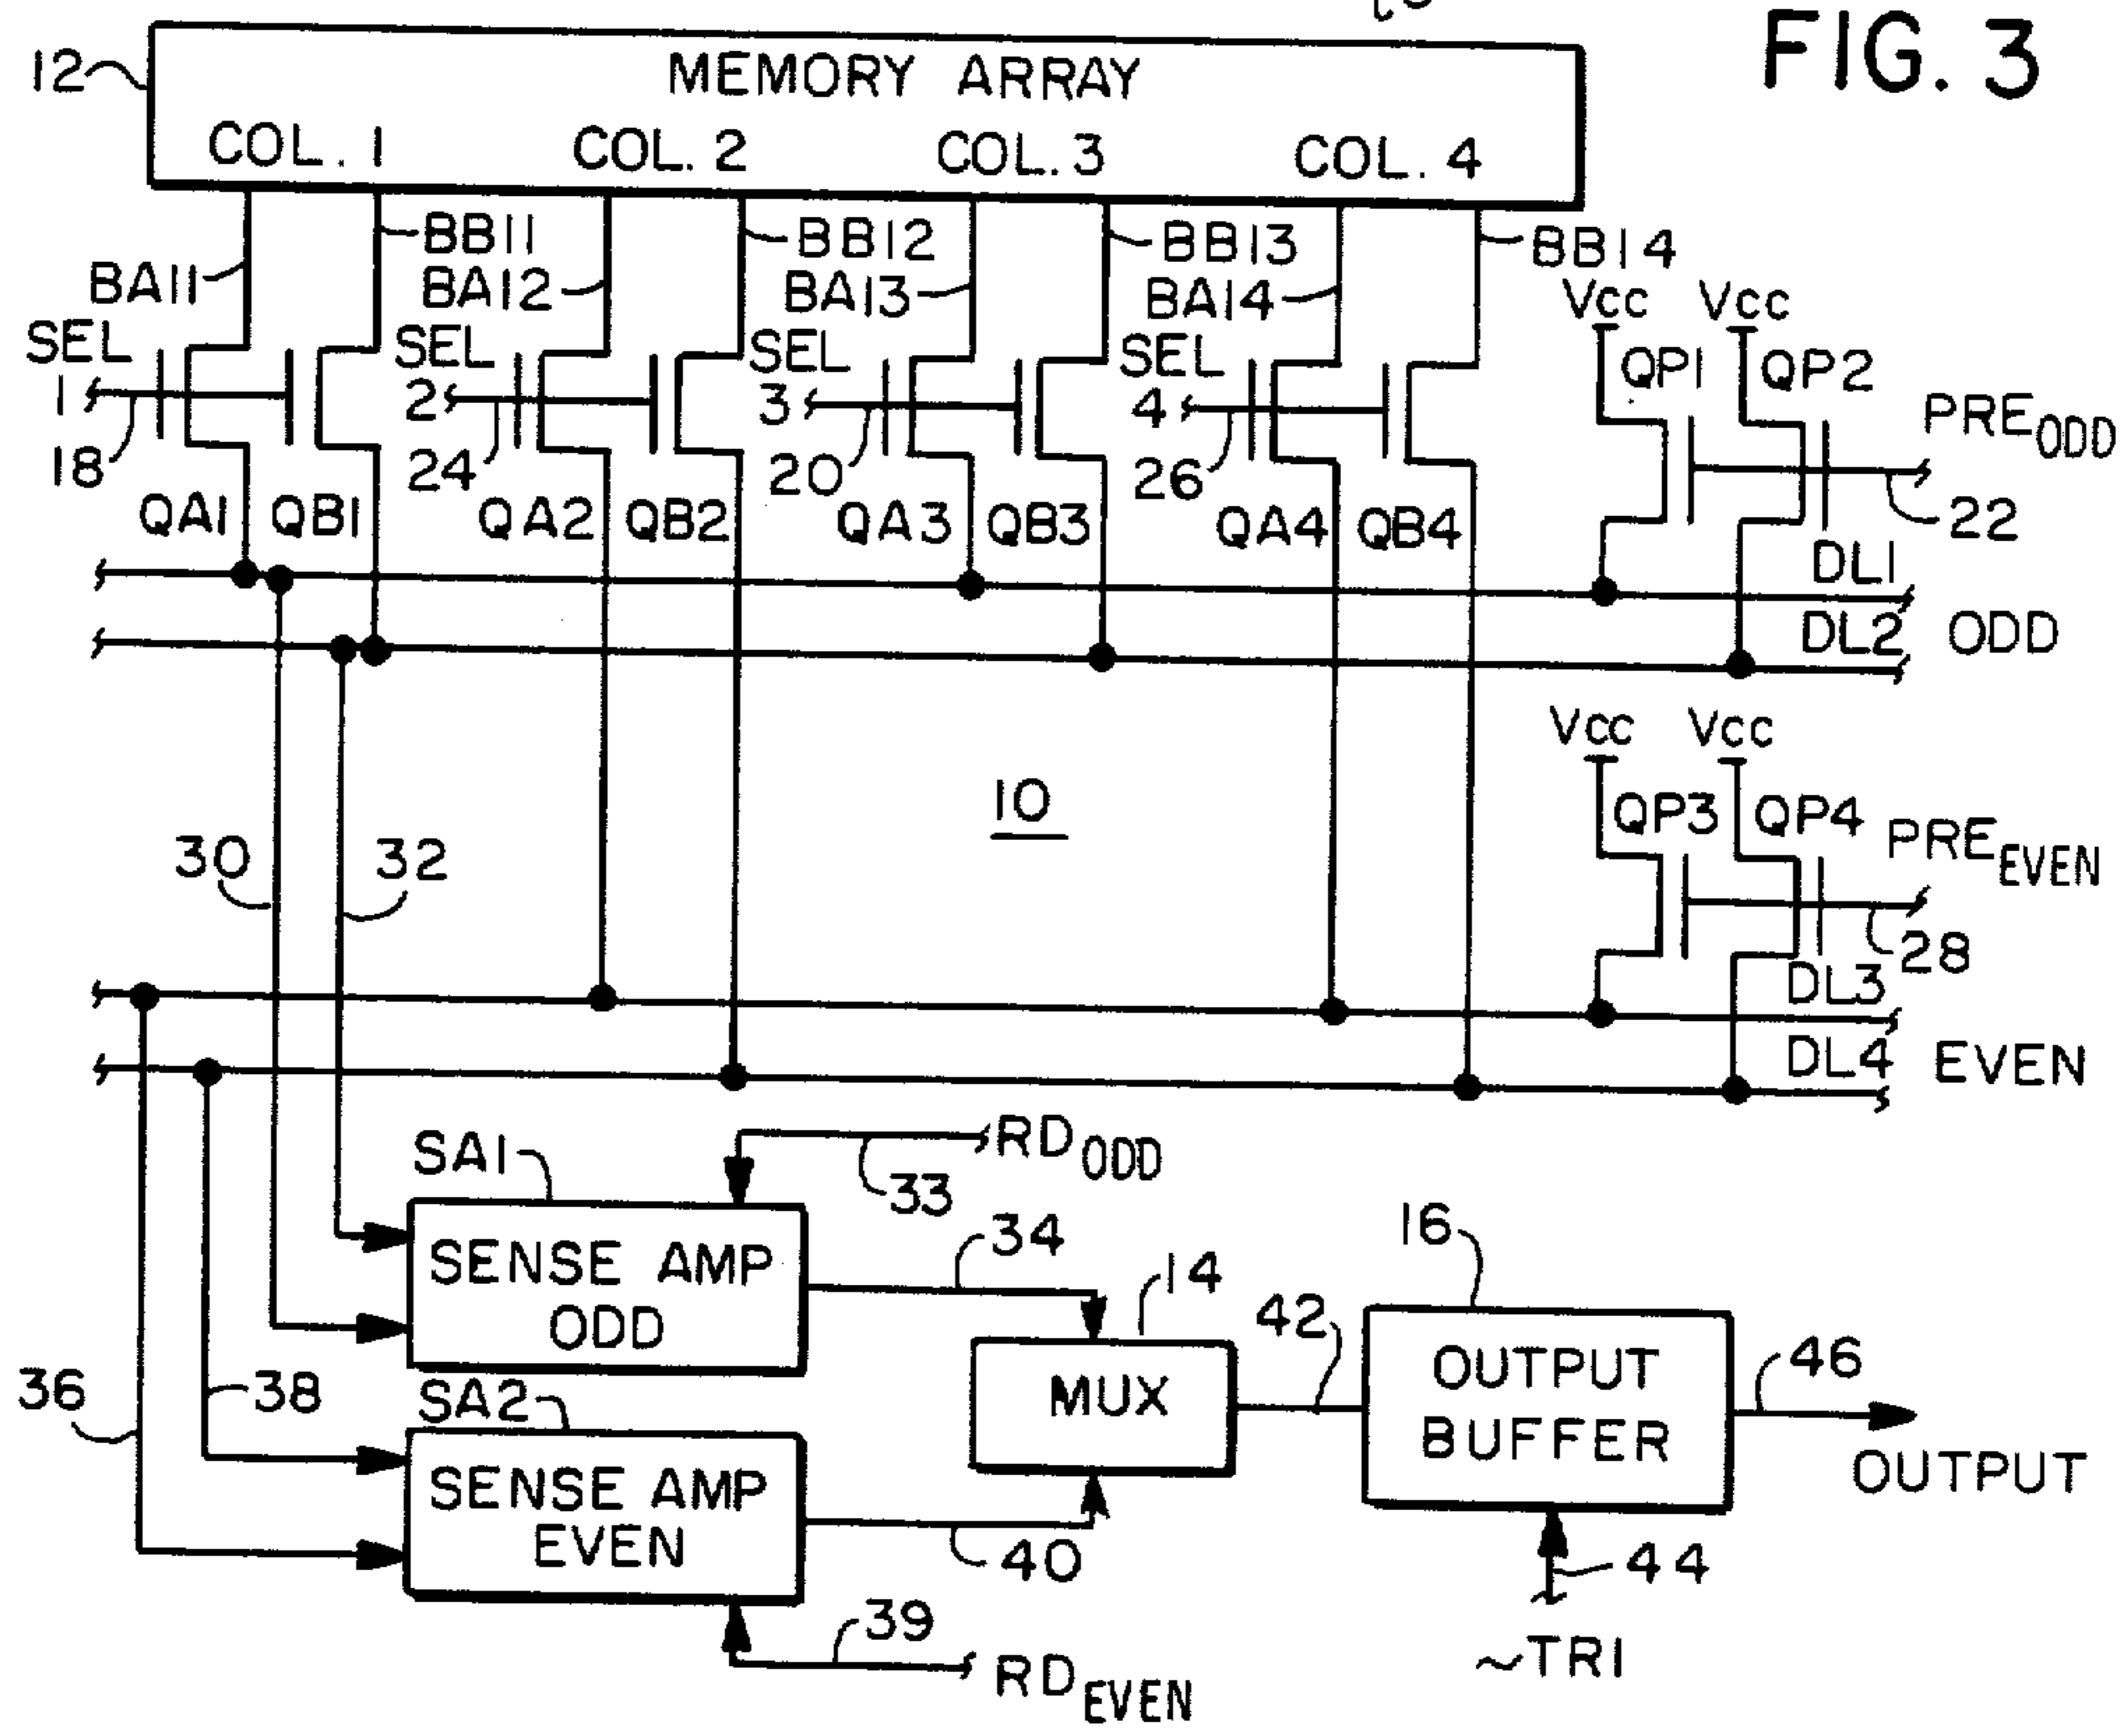 FIG. 3
12
MEMORY ARRAY
COL. 1 COL. 2 COL. 3 COL. 4
BB11 BB12 BB13 BB14
BA11 BA12 BA13 BA14
Vcc Vcc
SEL 1 SEL 2 SEL 3 SEL 4
QP1 QP2
PRE ODD
18 24 20 26
22
QA1 QB1 QA2 QB2 QA3 QB3 QA4 QB4
DL1
DL2 ODD
Vcc Vcc
10
QP3 QP4
PRE EVEN
30 32
28
DL3
DL4 EVEN
RD ODD
SA1
33
34
16
SENSE AMP
ODD
14
42
MUX
OUTPUT
BUFFER
46
OUTPUT
36 38
SA2
SENSE AMP
EVEN
40
44
39
~TRI
RD EVEN